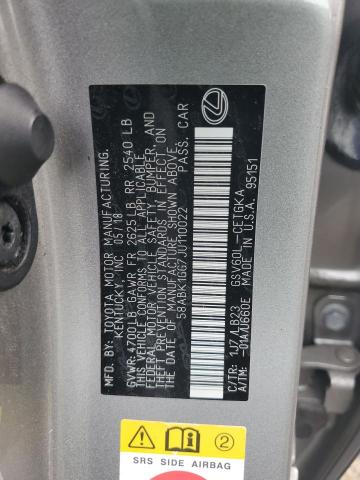 MFD. BY: TOYOTA MOTOR MANUFACTURING,
KENTUCKY, INC 05/18
GVWR: 4700LB GAWR FR 2625LB RR 2540 LB
THIS VEHICLE CONFORMS TO ALL APPLICABLE
FEDERAL MOTOR VEHICLE SAFETY, BUMPER, AND
THEFT PREVENTION STANDARDS IN EFFECT ON
THE DATE OF MANUFACTURE SHOWN ABOVE.
58ABK1GG7JU110022 PASS. CAR
C/TR: 1J7/LB23 GSV60L-CETGKA
A/TM: -01A/U660E MADE IN U.S.A. 95151
2
SRS SIDE AIRBAG